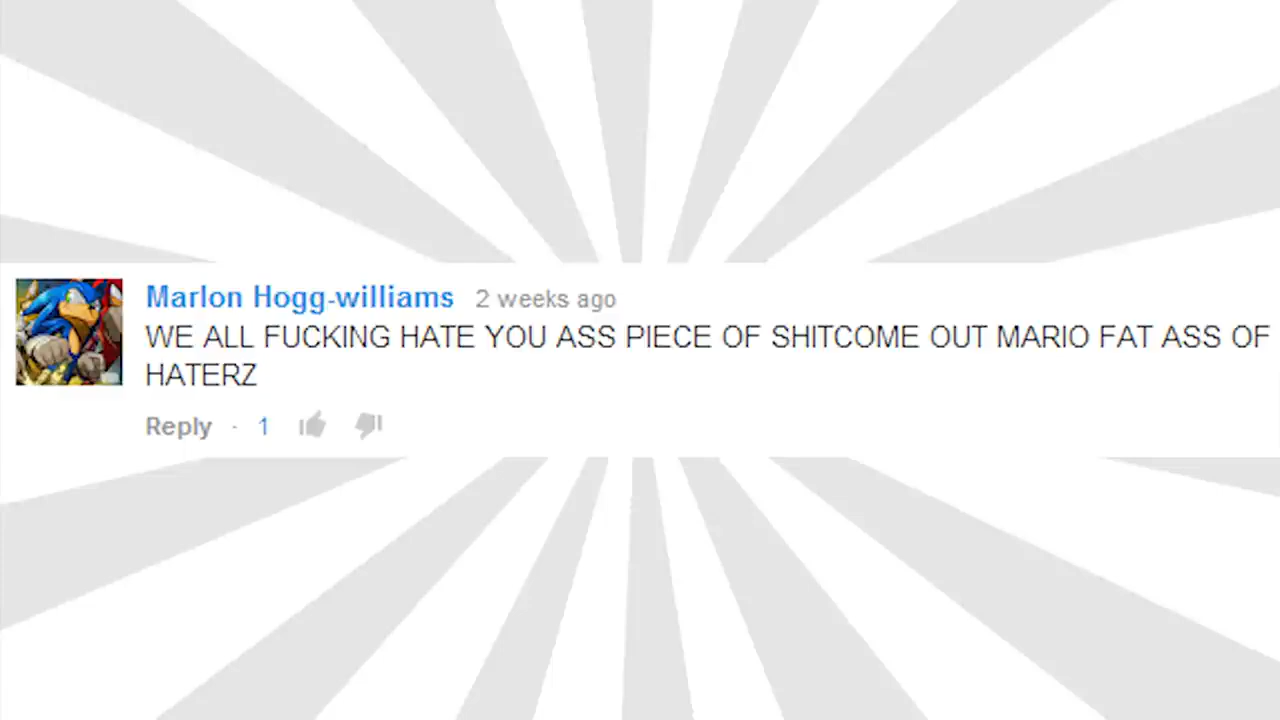 Marlon Hogg-williams 2 weeks ago
WE ALL FUCKING HATE YOU ASS PIECE OF SHITCOME OUT MARIO FAT ASS OF
HATERZ
Reply · 1